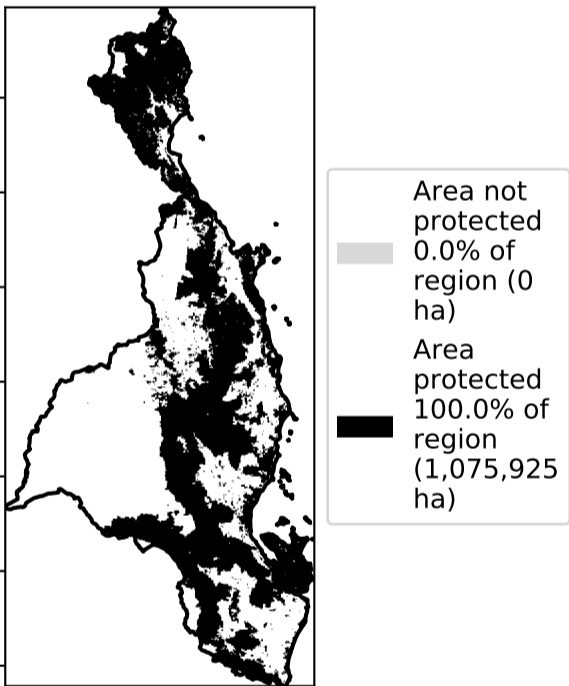 Area not
protected
0.0% of
region (0
ha)
Area
protected
100.0% of
region
(1,075,925
ha)